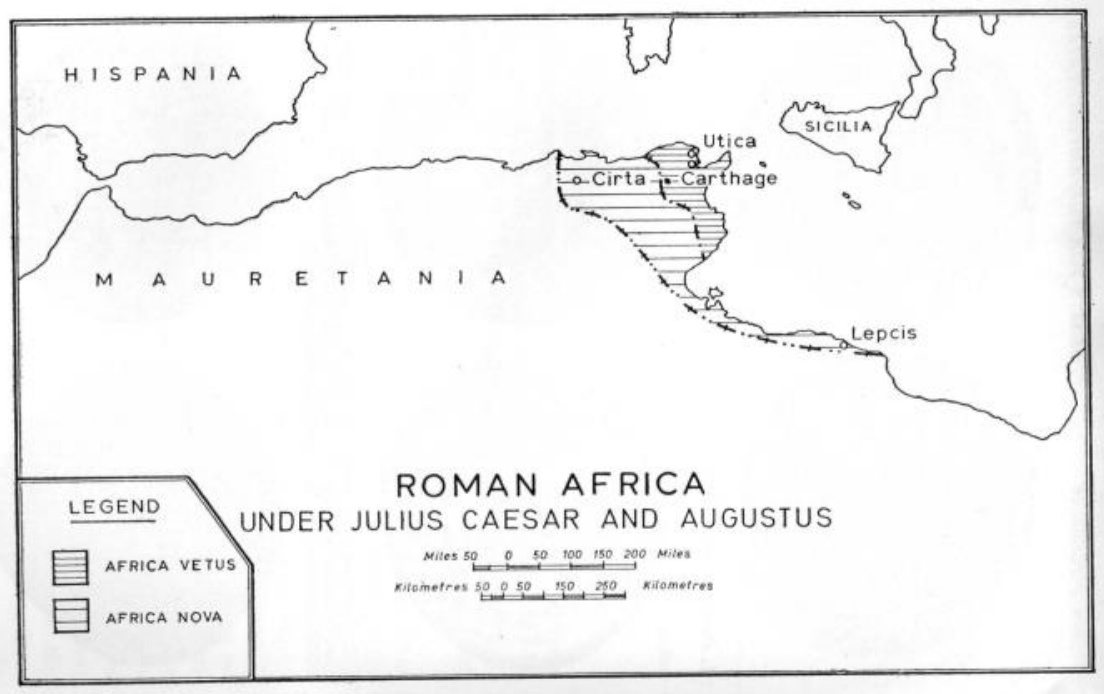 HISPANIA
SICILIA
Utica
Cirta
Carthage
MAURETANIA
Lepcis
ROMAN AFRICA
UNDER JULIUS CAESAR AND AUGUSTUS
Miles 50 0 50 100 150 200 Miles
Kilometres 50 0 50 150 250 Kilometres
LEGEND
AFRICA VETUS
AFRICA NOVA